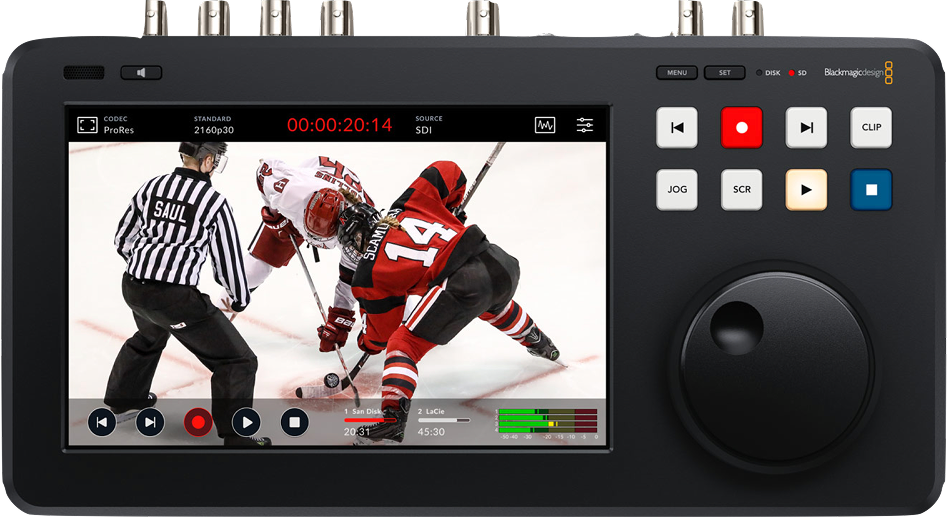 MENU
SET
DISK
SD
Blackmagicdesign
CODEC
ProRes
STANDARD
2160p30
00:00:20:14
SOURCE
SDI
CLIP
JOG
SCR
SAUL
14
1 San Disk
20:31
2 LaCie
45:30
-50 -40 -30 -20 -15 -10 -5 0